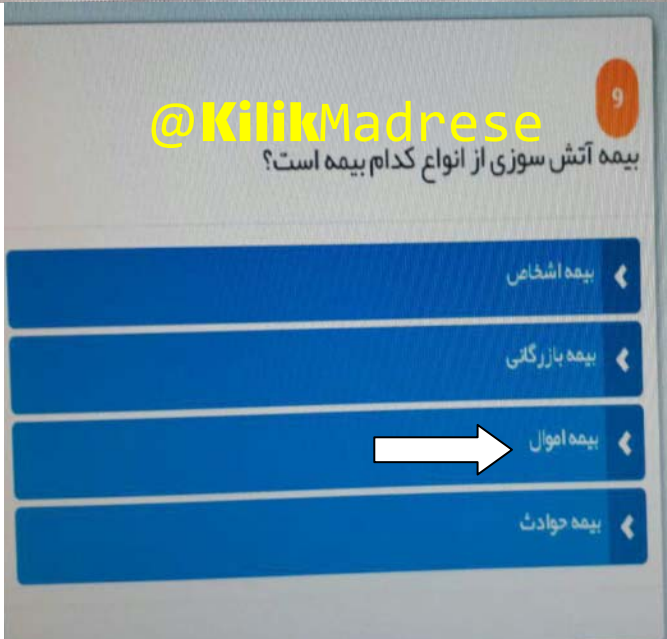 9
@KilikMadrese
بیمه آتش سوزی از انواع کدام بیمه است؟
بیمه اشخاص
بیمه بازرگانی
بیمه اموال
بیمه حوادث